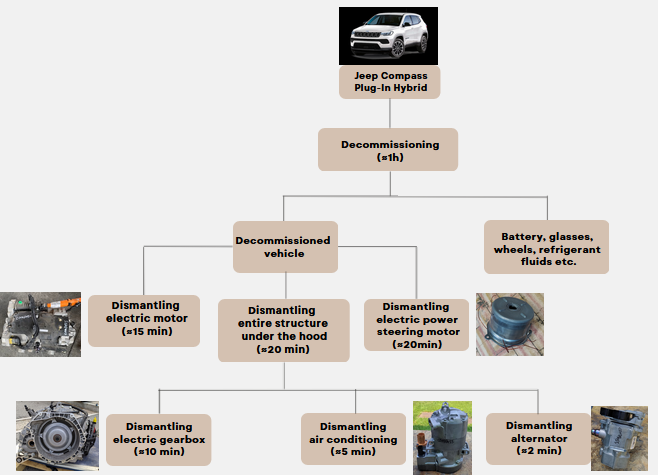 Jeep Compass
Plug-In Hybrid
Decommissioning
(≈1h)
Decommissioned
vehicle
Battery, glasses,
wheels, refrigerant
fluids etc.
Dismantling
electric motor
(≈15 min)
Dismantling
entire structure
under the hood
(≈20 min)
Dismantling
electric power
steering motor
(≈20min)
Dismantling
electric gearbox
(≈10 min)
Dismantling
air conditioning
(≈5 min)
Dismantling
alternator
(≈2 min)